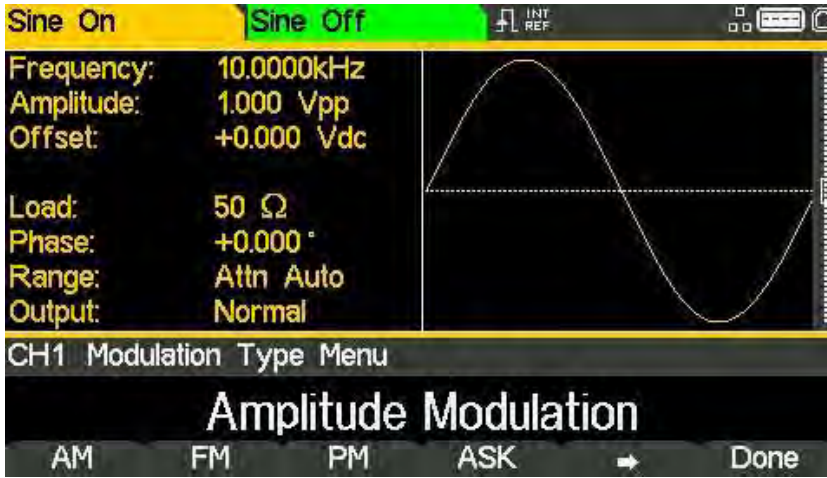 Sine On
Sine Off
INT REF
Frequency: 10.0000kHz
Amplitude: 1.000 Vpp
Offset: +0.000 Vdc
Load: 50 Ω
Phase: +0.000 °
Range: Attn Auto
Output: Normal
CH1 Modulation Type Menu
Amplitude Modulation
AM FM PM ASK ➡ Done